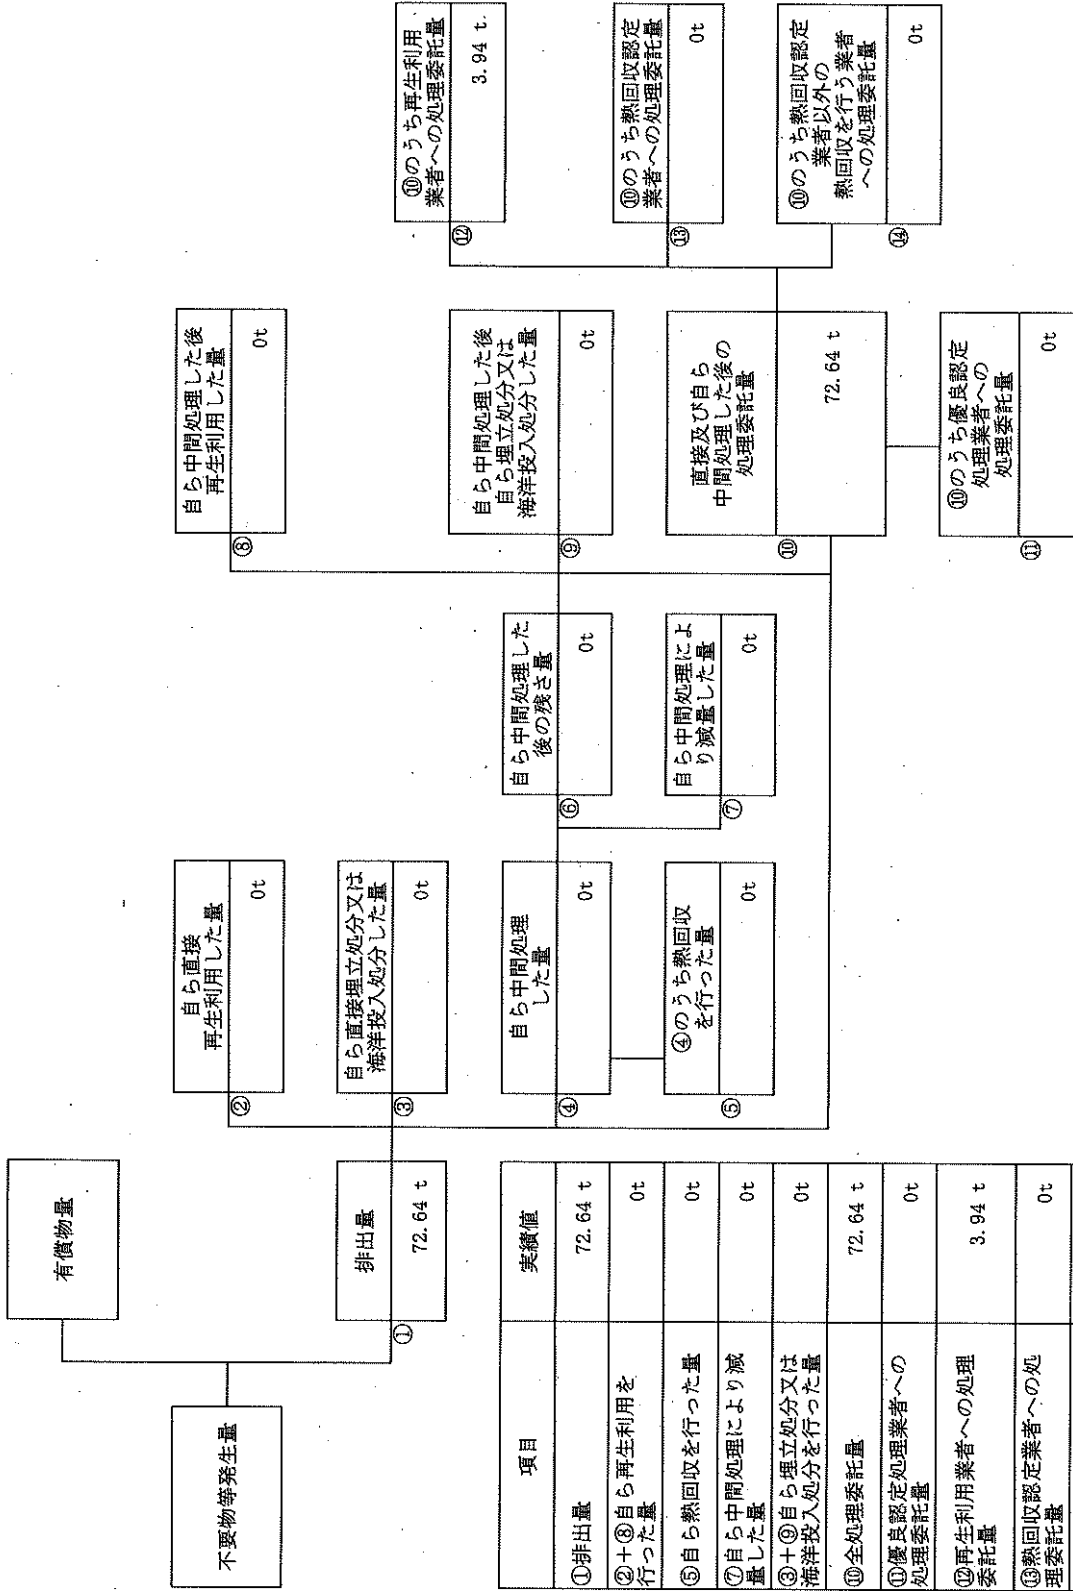 不要物等発生量
有償物量
排出量
①
72.64 t
自ら直接
再生利用した量
②
0t
自ら直接埋立処分又は
海洋投入処分した量
③
0t
自ら中間処理
した量
④
0t
④のうち熱回収
を行った量
⑤
0t
自ら中間処理した
後の残さ量
⑥
0t
自ら中間処理によ
り減量した量
⑦
0t
自ら中間処理した後
再生利用した量
⑧
0t
自ら中間処理した後
自ら埋立処分又は
海洋投入処分した量
⑨
0t
直接及び自ら
中間処理した後の
処理委託量
⑩
72.64 t
⑩のうち優良認定
処理業者への
処理委託量
⑪
0t
⑩のうち再生利用
業者への処理委託量
⑫
3.94 t
⑩のうち熱回収認定
業者への処理委託量
⑬
0t
⑩のうち熱回収認定
業者以外の
熱回収を行う業者
への処理委託量
⑭
0t
項目
実績値
①排出量
72.64 t
②+⑧自ら再生利用を
行った量
0t
⑤自ら熱回収を行った量
0t
⑦自ら中間処理により減
量した量
0t
③+⑨自ら埋立処分又は
海洋投入処分を行った量
0t
⑩全処理委託量
72.64 t
⑪優良認定処理業者への
処理委託量
0t
⑫再生利用業者への処理
委託量
3.94 t
⑬熱回収認定業者への処
理委託量
0t